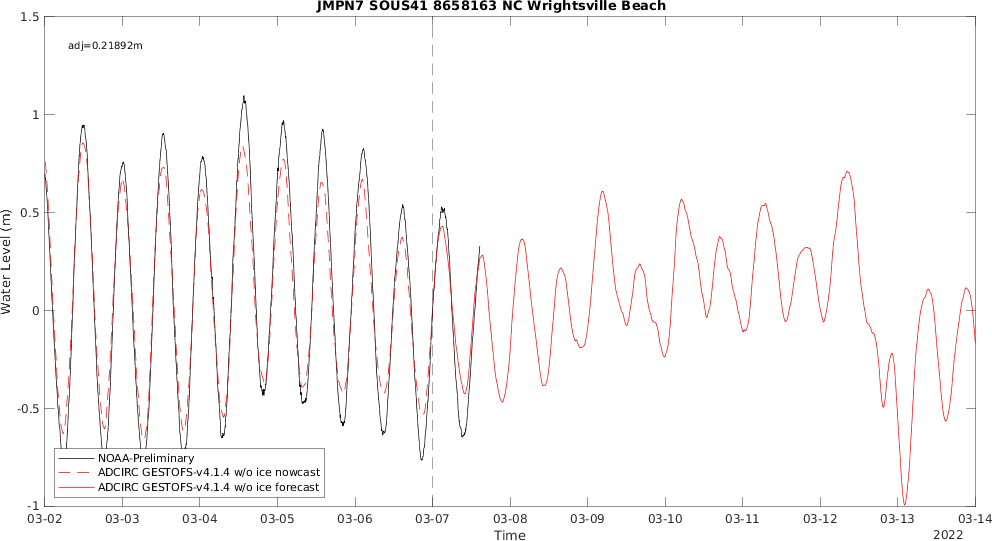 JMPN7 SOUS41 8658163 NC Wrightsville Beach
adj=0.21892m
1.5
1
0.5
0
-0.5
-1
Water Level (m)
NOAA-Preliminary
ADCIRC GESTOFS-v4.1.4 w/o ice nowcast
ADCIRC GESTOFS-v4.1.4 w/o ice forecast
03-02 03-03 03-04 03-05 03-06 03-07 03-08 03-09 03-10 03-11 03-12 03-13 03-14
Time
2022